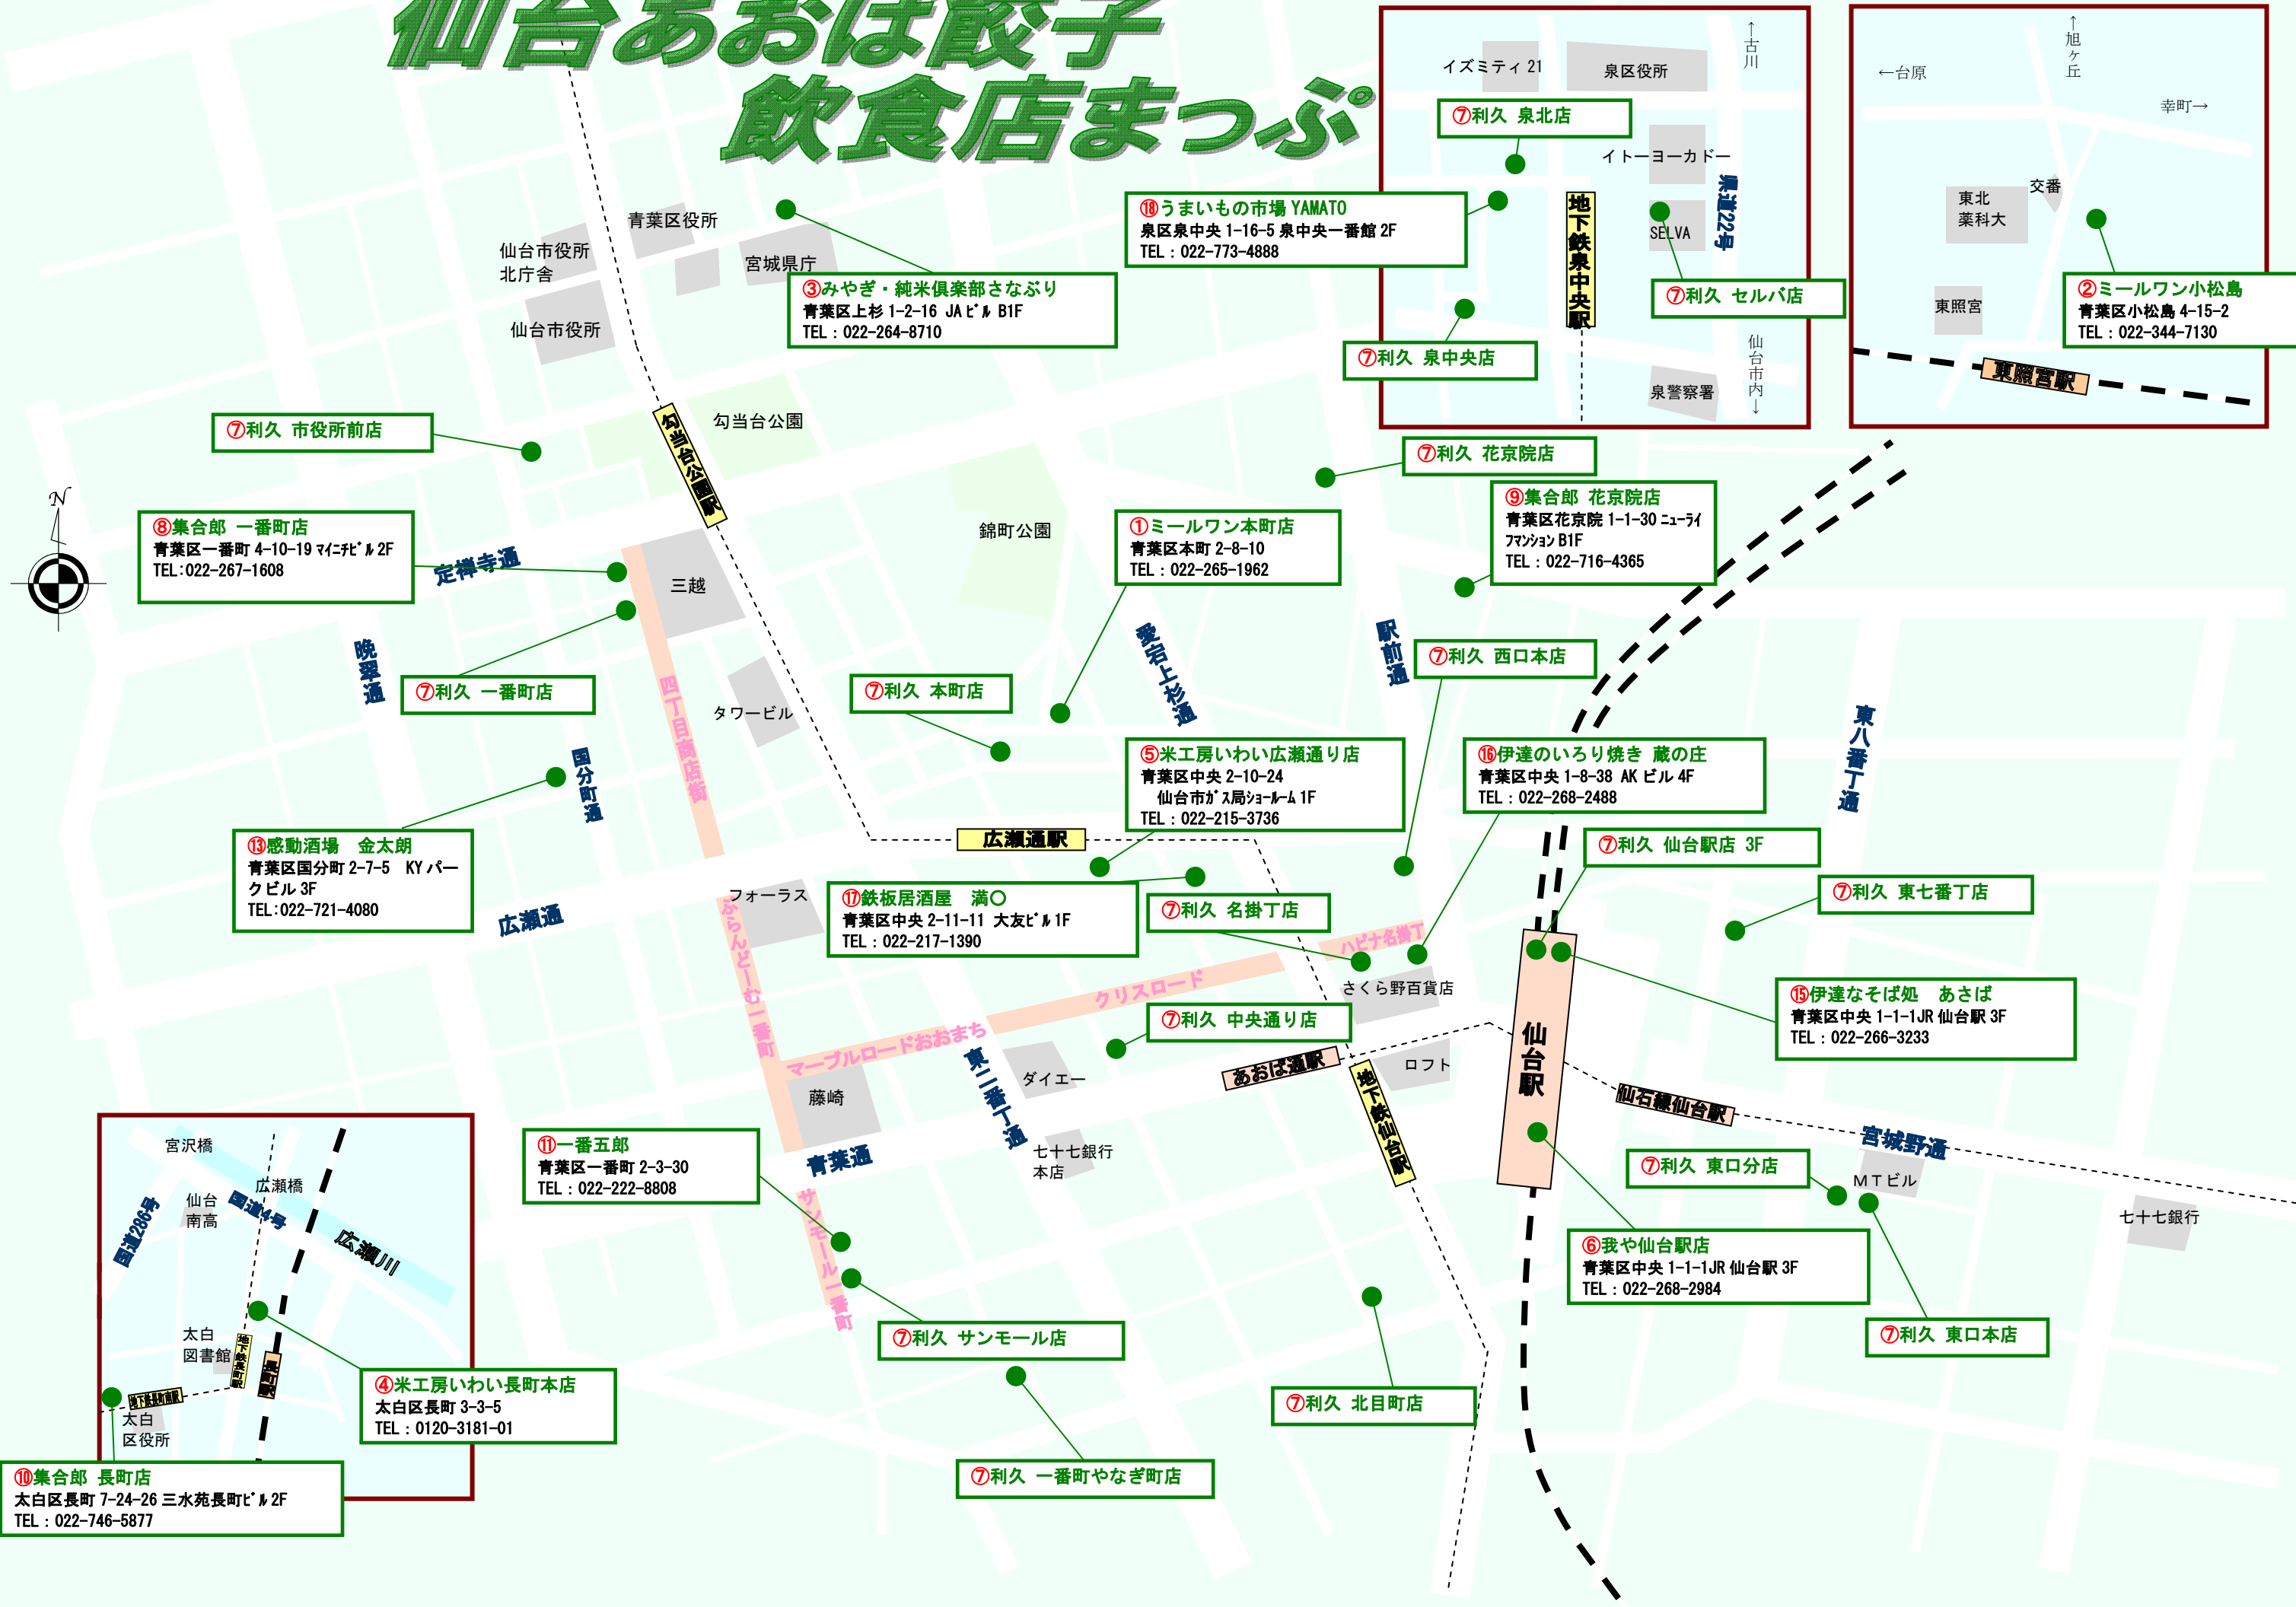 仙台あおば餃子
飲食店まっぷ
イズミティ21
泉区役所
↑古川
⑦利久 泉北店
イトーヨーカドー
県道22号
⑱うまいもの市場 YAMATO
泉区泉中央 1-16-5 泉中央一番館 2F
TEL：022-773-4888
地下鉄泉中央駅
SELVA
⑦利久 セルバ店
⑦利久 泉中央店
仙台市内→
泉警察署
←台原
↑旭ヶ丘
幸町→
東北
薬科大
交番
②ミールワン小松島
青葉区小松島 4-15-2
TEL：022-344-7130
東照宮
東照宮駅
青葉区役所
仙台市役所
北庁舎
宮城県庁
仙台市役所
③みやぎ・純米倶楽部さなぶり
青葉区上杉 1-2-16 JAビル B1F
TEL：022-264-8710
勾当台公園
勾当台公園駅
⑦利久 市役所前店
N
⑧集合郎 一番町店
青葉区一番町 4-10-19 マイニチビル 2F
TEL:022-267-1608
定禅寺通
三越
錦町公園
①ミールワン本町店
青葉区本町 2-8-10
TEL：022-265-1962
⑦利久 花京院店
⑨集合郎 花京院店
青葉区花京院 1-1-30 ニューライ
フマンション B1F
TEL：022-716-4365
晩翠通
⑦利久 一番町店
四丁目商店街
タワービル
⑦利久 本町店
愛宕上杉通
駅前通
⑦利久 西口本店
東八番丁通
国分町通
⑤米工房いわい広瀬通り店
青葉区中央 2-10-24
仙台市ガス局ショールーム 1F
TEL：022-215-3736
⑯伊達のいろり焼き 蔵の庄
青葉区中央 1-8-38 AK ビル 4F
TEL：022-268-2488
⑬感動酒場　金太朗
青葉区国分町 2-7-5　KY パー
クビル 3F
TEL:022-721-4080
広瀬通駅
⑦利久 仙台駅店 3F
広瀬通
フォーラス
⑰鉄板居酒屋　満〇
青葉区中央 2-11-11 大友ビル 1F
TEL：022-217-1390
⑦利久 名掛丁店
⑦利久 東七番丁店
ぶらんどーむ一番町
ハピナ名掛丁
クリスロード
さくら野百貨店
⑮伊達なそば処　あさば
青葉区中央 1-1-1JR 仙台駅 3F
TEL：022-266-3233
⑦利久 中央通り店
マーブルロードおおまち
東二番丁通
ダイエー
あおば通駅
ロフト
仙台駅
地下鉄仙台駅
仙石線仙台駅
藤崎
宮城野通
⑪一番五郎
青葉区一番町 2-3-30
TEL：022-222-8808
青葉通
七十七銀行
本店
⑦利久 東口分店
ＭＴビル
七十七銀行
サンモール一番町
⑥我や仙台駅店
青葉区中央 1-1-1JR 仙台駅 3F
TEL：022-268-2984
⑦利久 サンモール店
⑦利久 東口本店
⑦利久 北目町店
⑦利久 一番町やなぎ町店
宮沢橋
広瀬橋
仙台
南高
国道4号
国道286号
広瀬川
太白
図書館
地下鉄長町駅
長町駅
地下鉄長町南駅
太白
区役所
④米工房いわい長町本店
太白区長町 3-3-5
TEL：0120-3181-01
⑩集合郎 長町店
太白区長町 7-24-26 三水苑長町ビル 2F
TEL：022-746-5877